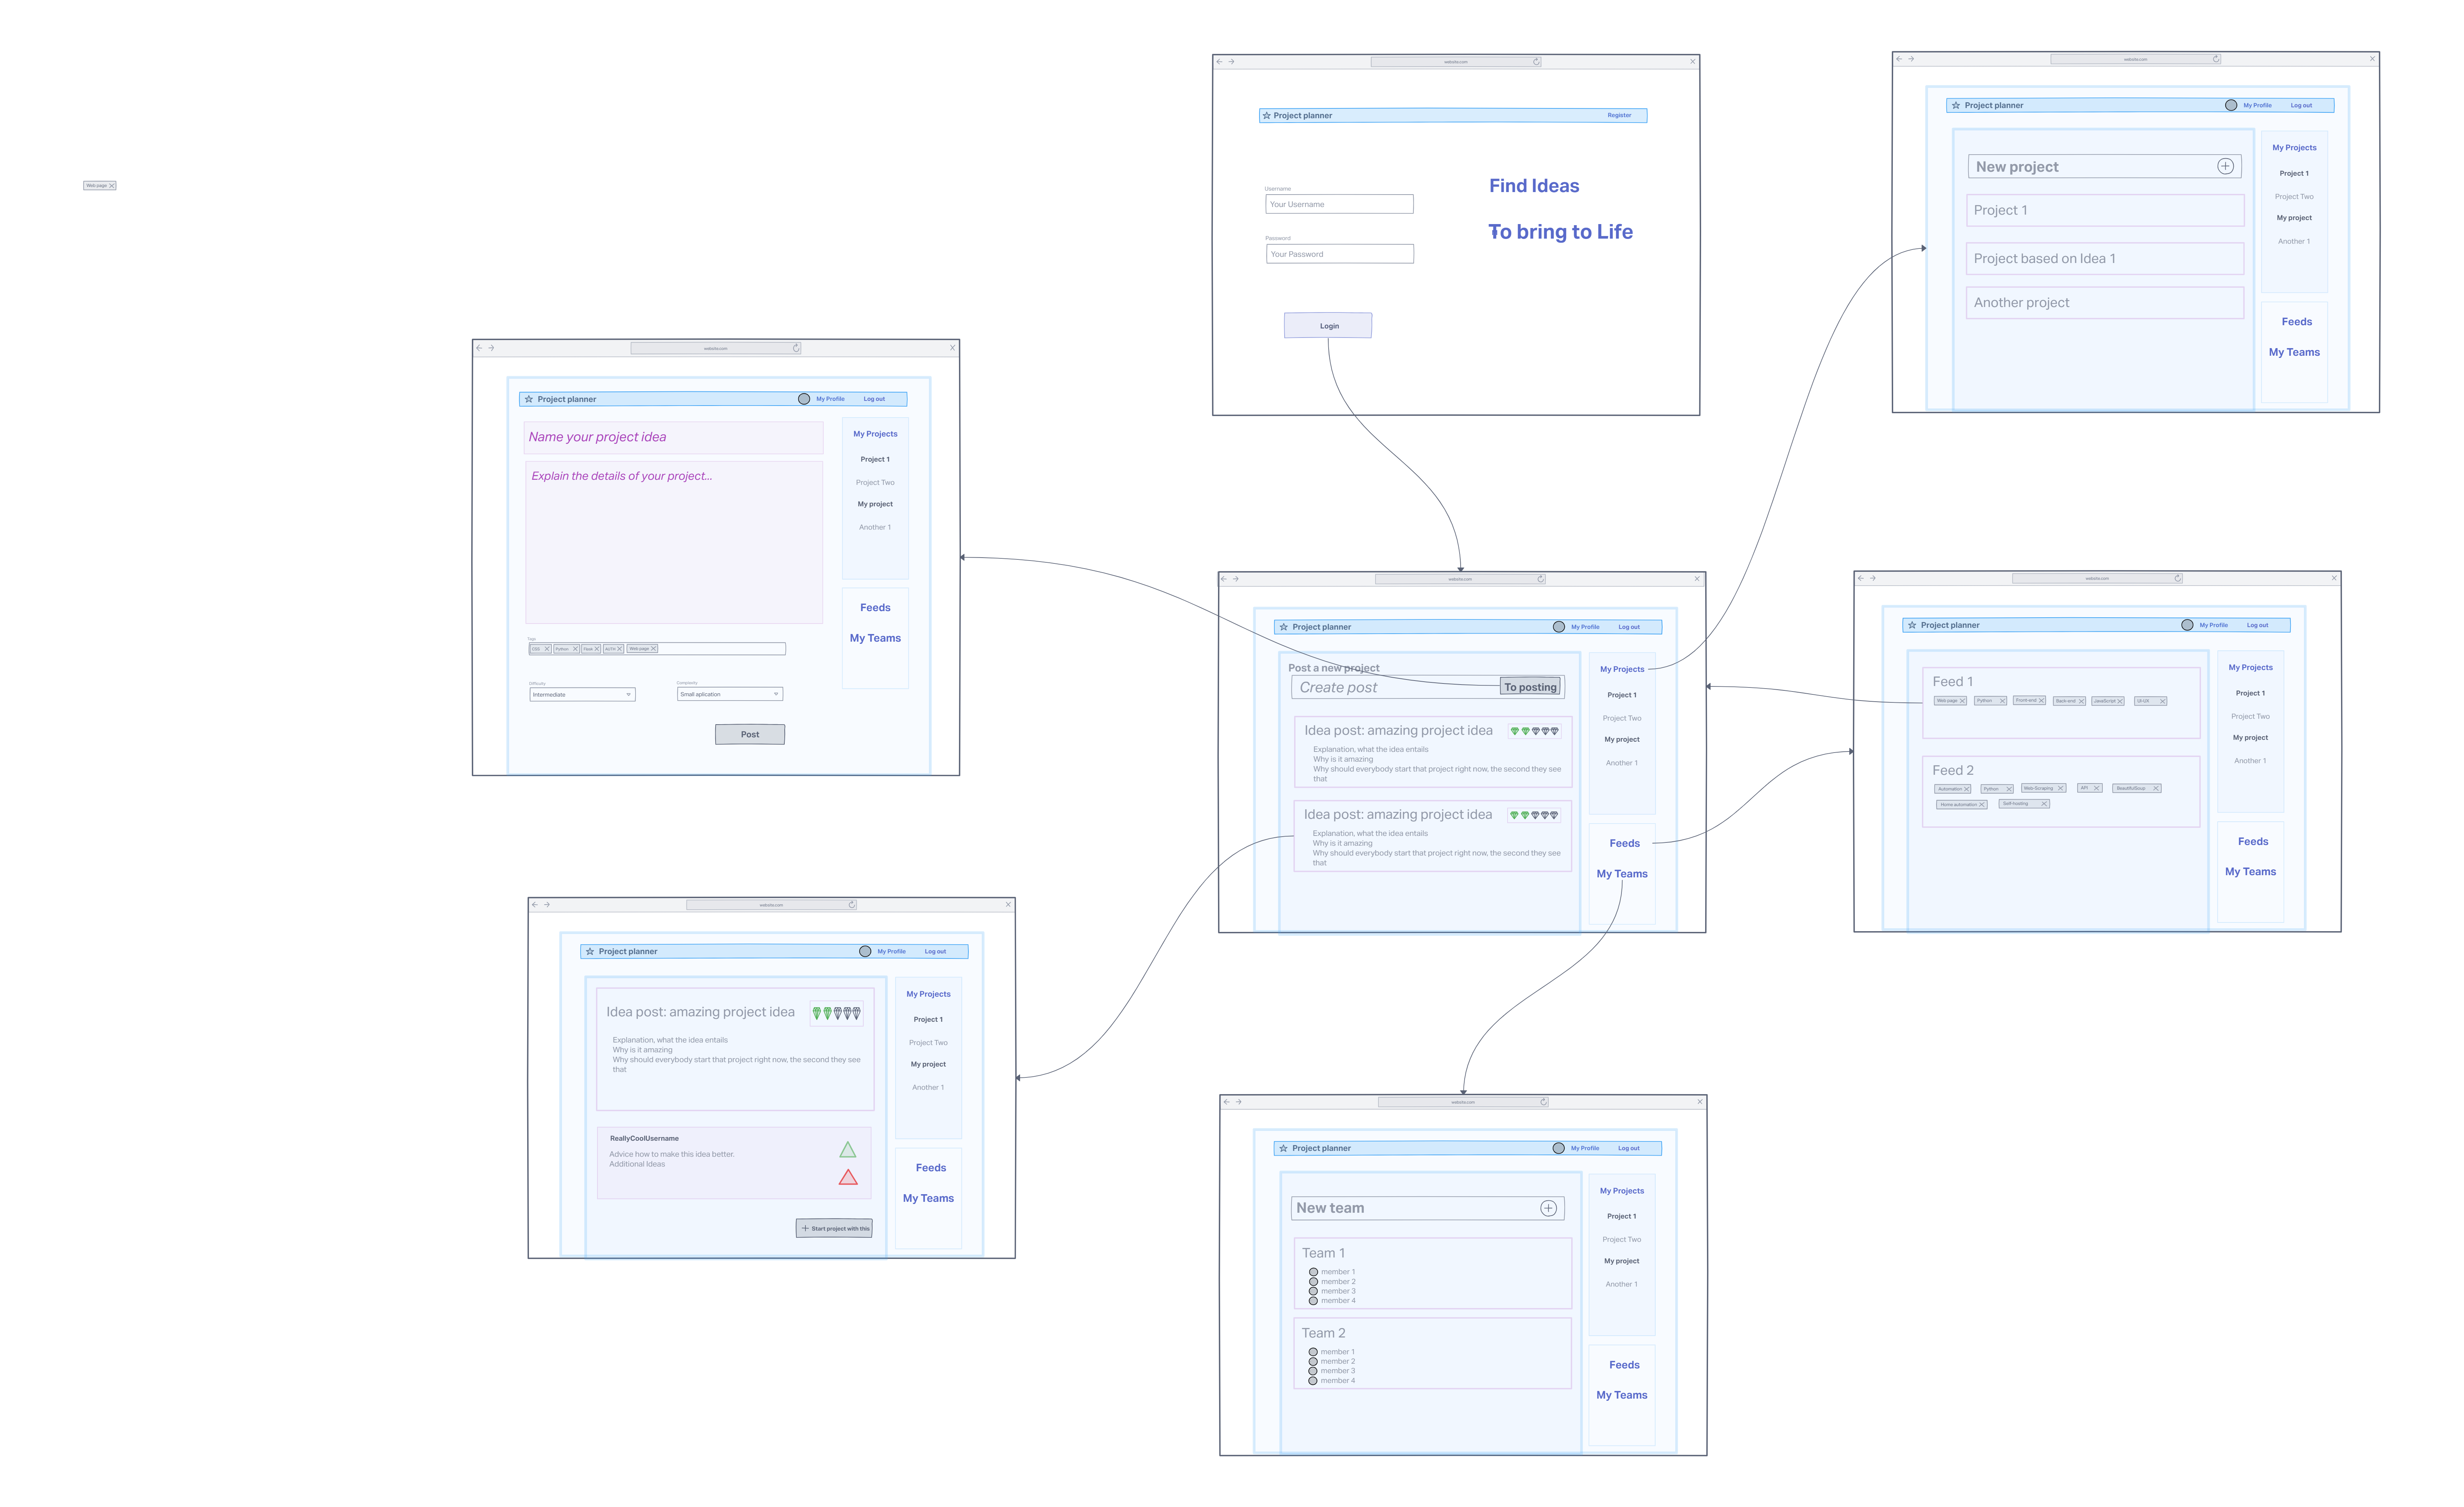 Web page
website.com
Project planner
Register
Username
Your Username
Password
Your Password
Login
Find Ideas
To bring to Life
website.com
Project planner
My Profile
Log out
New project
Project 1
Project based on Idea 1
Another project
My Projects
Project 1
Project Two
My project
Another 1
Feeds
My Teams
website.com
Project planner
My Profile
Log out
Name your project idea
Explain the details of your project...
Tags
CSS
Python
Flask
AUTH
Web page
Difficulty
Intermediate
Complexity
Small aplication
Post
My Projects
Project 1
Project Two
My project
Another 1
Feeds
My Teams
website.com
Project planner
My Profile
Log out
Post a new project
Create post
To posting
Idea post: amazing project idea
Explanation, what the idea entails
Why is it amazing
Why should everybody start that project right now, the second they see
that
Idea post: amazing project idea
Explanation, what the idea entails
Why is it amazing
Why should everybody start that project right now, the second they see
that
My Projects
Project 1
Project Two
My project
Another 1
Feeds
My Teams
website.com
Project planner
My Profile
Log out
Feed 1
Web page
Python
Front-end
Back-end
JavaScript
UI-UX
Feed 2
Automation
Python
Web-Scraping
API
BeautifulSoup
Home automation
Self-hosting
My Projects
Project 1
Project Two
My project
Another 1
Feeds
My Teams
website.com
Project planner
My Profile
Log out
Idea post: amazing project idea
Explanation, what the idea entails
Why is it amazing
Why should everybody start that project right now, the second they see
that
ReallyCoolUsername
Advice how to make this idea better.
Additional Ideas
Start project with this
My Projects
Project 1
Project Two
My project
Another 1
Feeds
My Teams
website.com
Project planner
My Profile
Log out
New team
Team 1
member 1
member 2
member 3
member 4
Team 2
member 1
member 2
member 3
member 4
My Projects
Project 1
Project Two
My project
Another 1
Feeds
My Teams